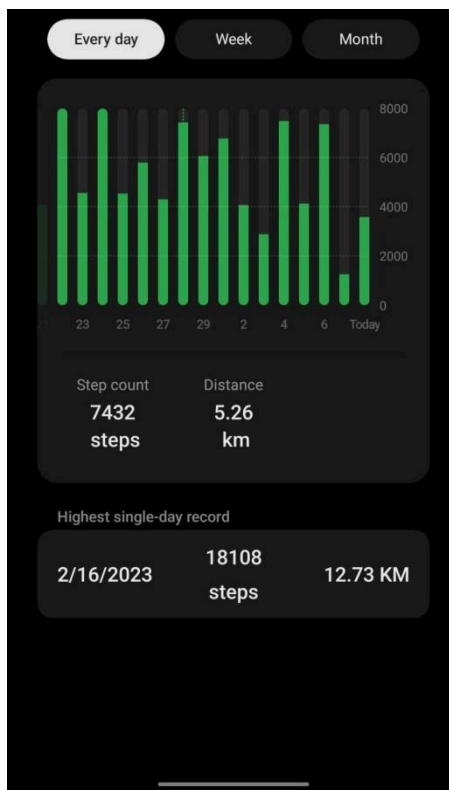 Every day Week Month
8000
6000
4000
2000
0
21 23 25 27 29 2 4 6 Today
Step count Distance
7432 5.26
steps km
Highest single-day record
2/16/2023 18108 12.73 KM
steps